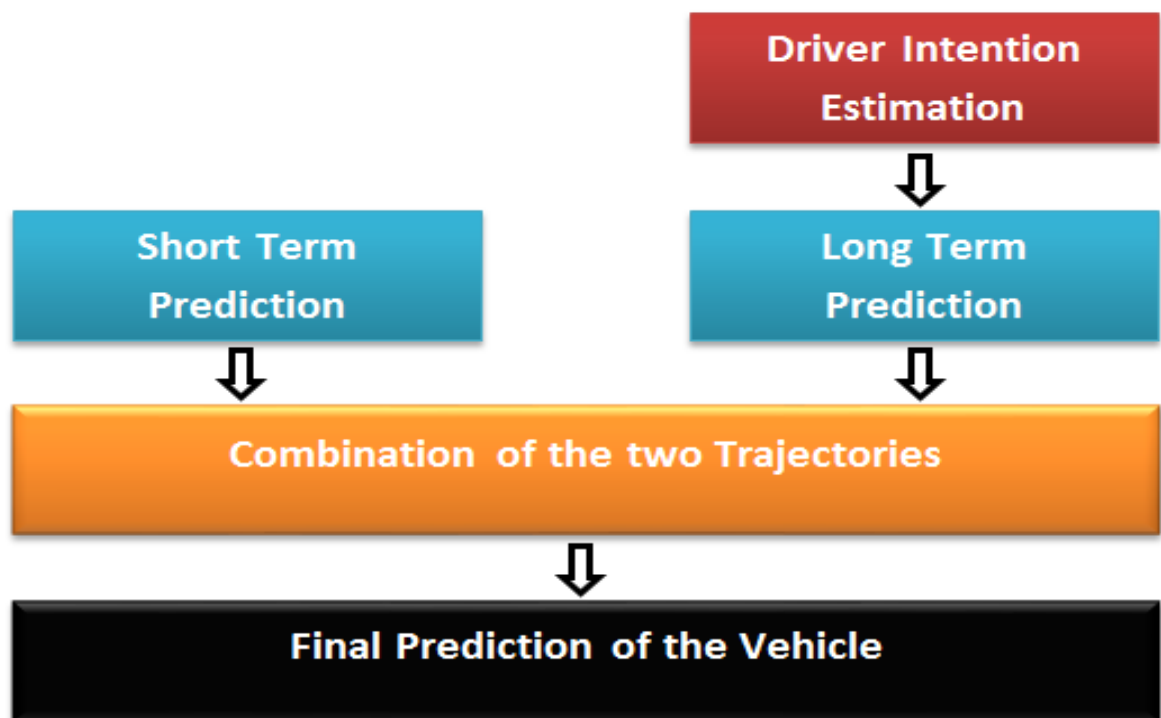 Driver Intention
Estimation
Short Term
Prediction
Long Term
Prediction
Combination of the two Trajectories
Final Prediction of the Vehicle